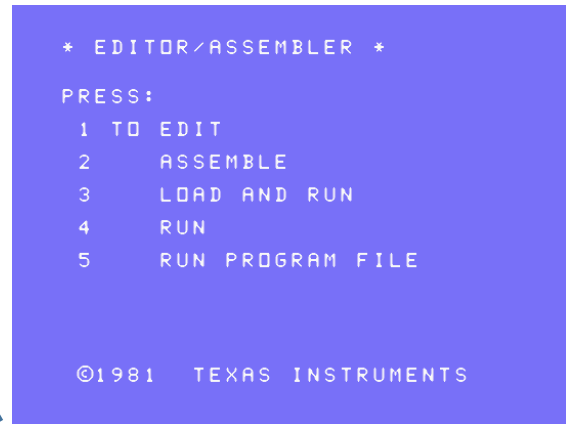 * EDITOR/ASSEMBLER *
PRESS:
1 TO EDIT
2 ASSEMBLE
3 LOAD AND RUN
4 RUN
5 RUN PROGRAM FILE
©1981 TEXAS INSTRUMENTS